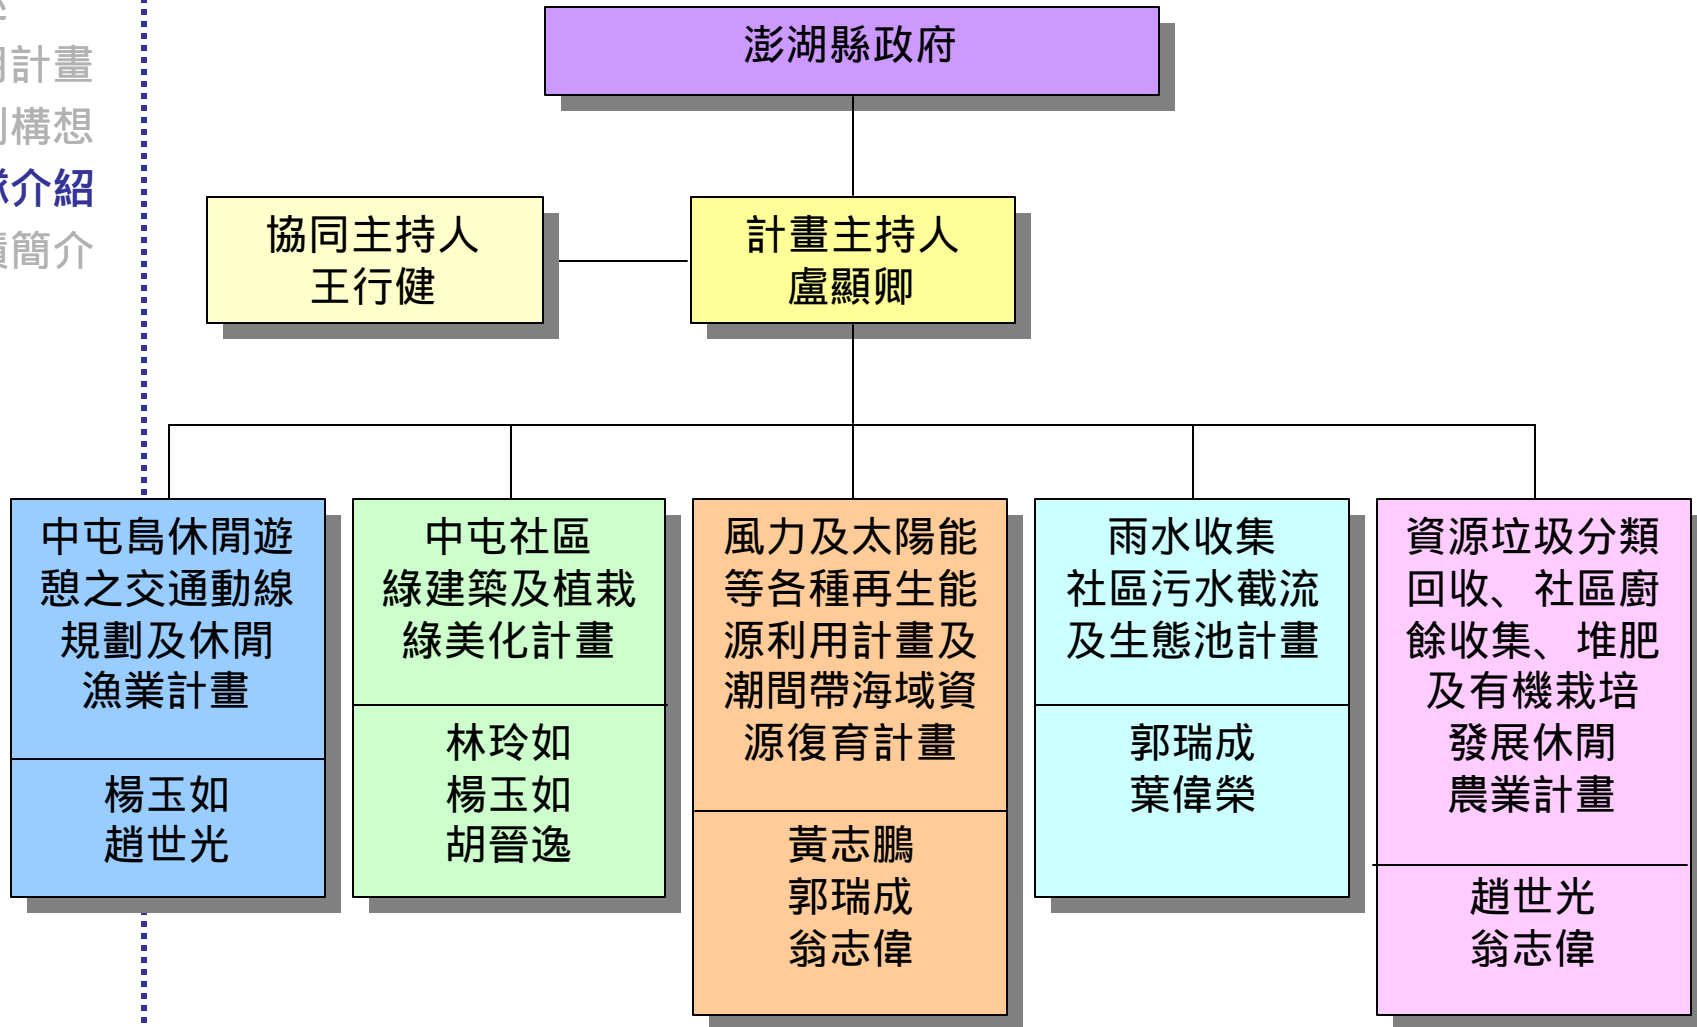 計畫
構想
介紹
簡介
澎湖縣政府
協同主持人
王行健
計畫主持人
盧顯卿
中屯島休閒遊
憩之交通動線
規劃及休閒
漁業計畫
楊玉如
趙世光
中屯社區
綠建築及植栽
綠美化計畫
林玲如
楊玉如
胡晉逸
風力及太陽能
等各種再生能
源利用計畫及
潮間帶海域資
源復育計畫
黃志鵬
郭瑞成
翁志偉
雨水收集
社區污水截流
及生態池計畫
郭瑞成
葉偉榮
資源垃圾分類
回收、社區廚
餘收集、堆肥
及有機栽培
發展休閒
農業計畫
趙世光
翁志偉